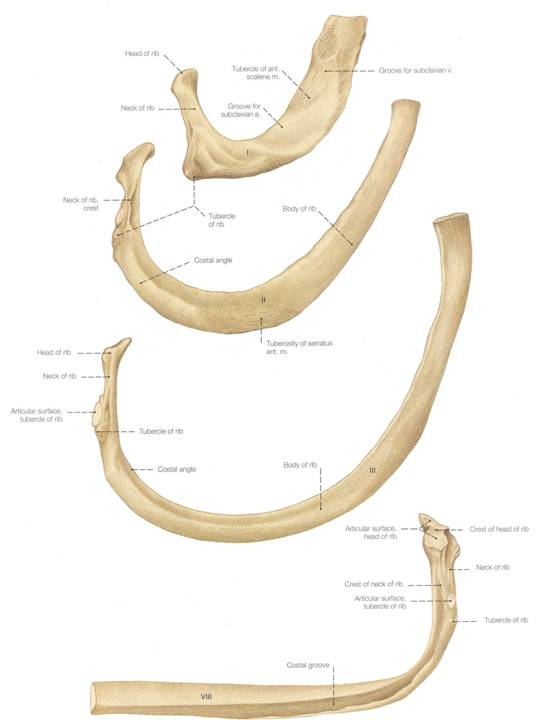 Head of rib
Tubercle of ant.
scalene m.
Groove for subclavian v.
Neck of rib
Groove for
subclavian a.
I
Neck of rib,
crest
Tubercle
of rib
Body of rib
Costal angle
II
Tuberosity of serratus
ant. m.
Head of rib
Neck of rib
Articular surface,
tubercle of rib
Tubercle of rib
Costal angle
Body of rib
III
Articular surface,
head of rib
Crest of head of rib
Neck of rib
Crest of neck of rib
Articular surface,
tubercle of rib
Tubercle of rib
Costal groove
VIII